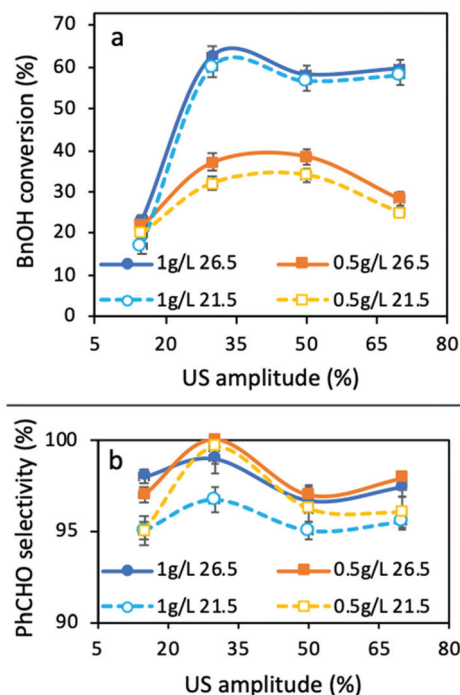 a
BnOH conversion (%)
70
60
50
40
30
20
10
0
1g/L 26.5 0.5g/L 26.5
1g/L 21.5 0.5g/L 21.5
5 20 35 50 65 80
US amplitude (%)
b
PhCHO selectivity (%)
100
95
90
1g/L 26.5 0.5g/L 26.5
1g/L 21.5 0.5g/L 21.5
5 20 35 50 65 80
US amplitude (%)